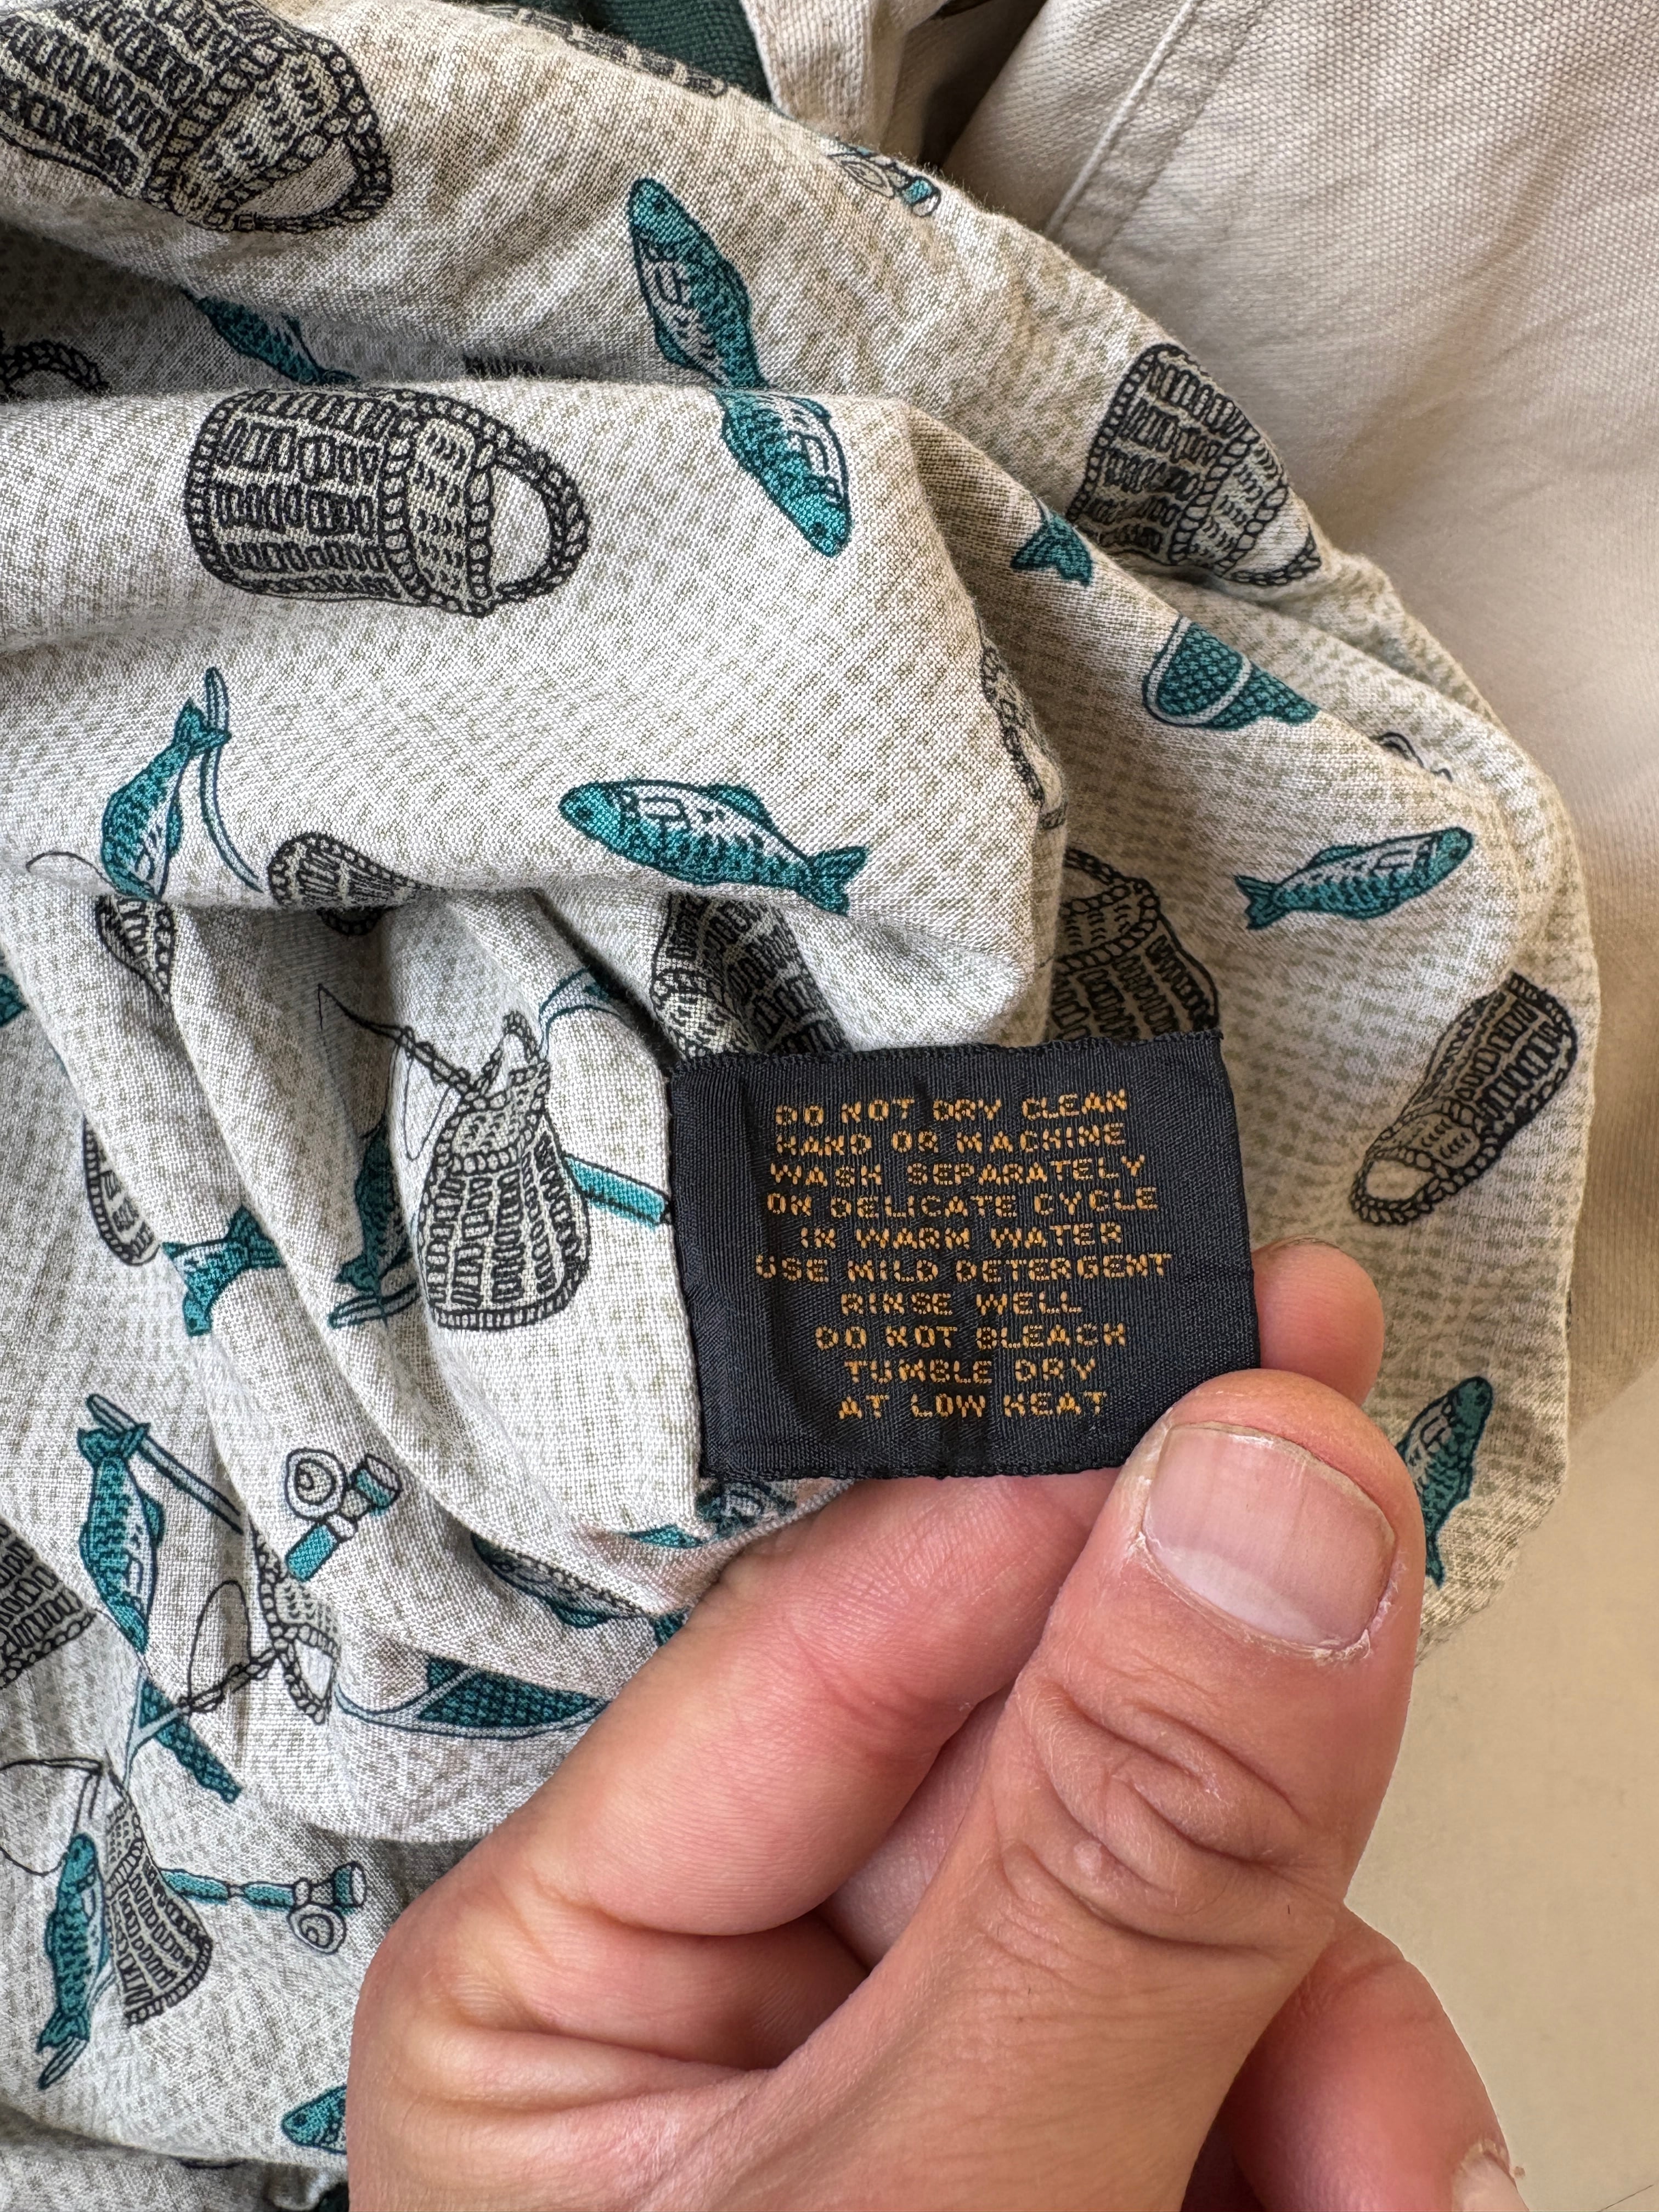 DO NOT DRY CLEAN
HAND OR MACHINE
WASH SEPARATELY
ON DELICATE CYCLE
IN WARM WATER
USE MILD DETERGENT
RINSE WELL
DO NOT BLEACH
TUMBLE DRY
AT LOW HEAT